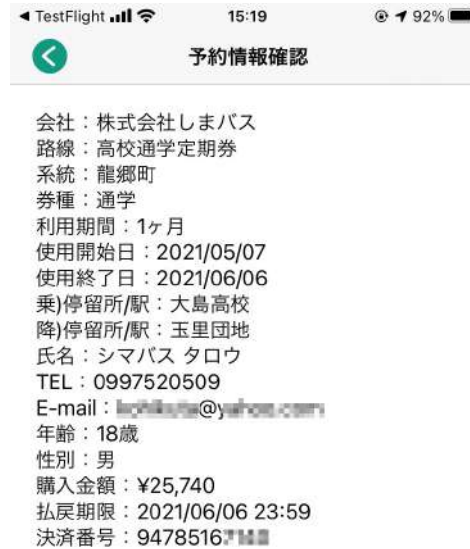 ◀ TestFlight 15:19 92%
予約情報確認
会社：株式会社しまバス
路線：高校通学定期券
系統：龍郷町
券種：通学
利用期間：1ヶ月
使用開始日：2021/05/07
使用終了日：2021/06/06
乗)停留所/駅：大島高校
降)停留所/駅：玉里団地
氏名：シマバス タロウ
TEL：0997520509
E-mail：@
年齢：18歳
性別：男
購入金額：¥25,740
払戻期限：2021/06/06 23:59
決済番号：9478516